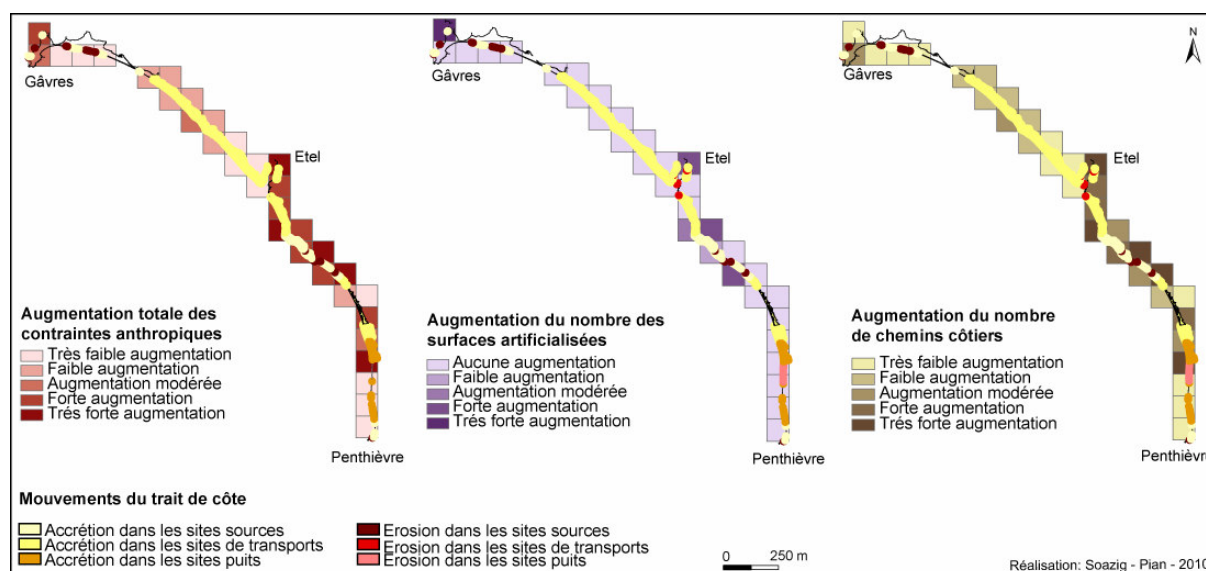 N
Gâvres
Etel
Penthièvre
Augmentation totale des
contraintes anthropiques
Très faible augmentation
Faible augmentation
Augmentation modérée
Forte augmentation
Trés forte augmentation
Gâvres
Etel
Penthièvre
Augmentation du nombre des
surfaces artificialisées
Aucune augmentation
Faible augmentation
Augmentation modérée
Forte augmentation
Trés forte augmentation
Gâvres
Etel
Penthièvre
Augmentation du nombre
de chemins côtiers
Très faible augmentation
Faible augmentation
Augmentation modérée
Forte augmentation
Trés forte augmentation
Mouvements du trait de côte
Accrétion dans les sites sources
Accrétion dans les sites de transports
Accrétion dans les sites puits
Erosion dans les sites sources
Erosion dans les sites de transports
Erosion dans les sites puits
0 250 m
Réalisation: Soazig - Pian - 2010